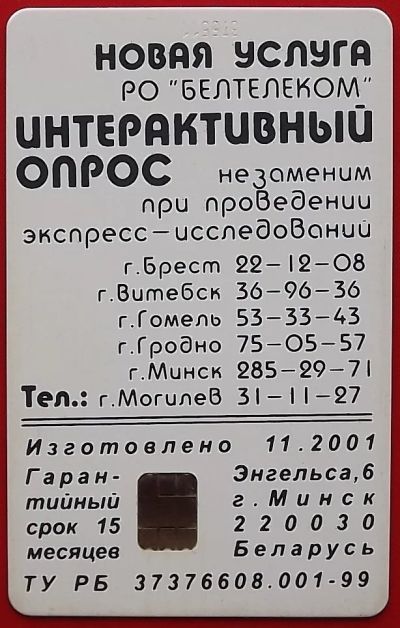 НОВАЯ УСЛУГА
РО "БЕЛТЕЛЕКОМ"
ИНТЕРАКТИВНЫЙ
ОПРОС незаменим
при проведении
экспресс-исследований
г.Брест 22-12-08
г.Витебск 36-96-36
г.Гомель 53-33-43
г.Гродно 75-05-57
г.Минск 285-29-71
Тел.: г.Могилев 31-11-27
Изготовлено 11.2001
Гаран- Энгельса,6
тийный г.Минск
срок 15 220030
месяцев Беларусь
ТУ РБ 37376608.001-99